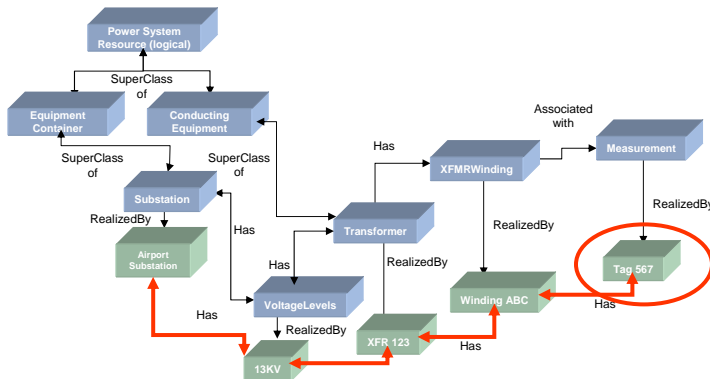 Power System
Resource (logical)
SuperClass
of
Equipment
Container
Conducting
Equipment
Associated
with
Has
SuperClass
of
SuperClass
of
XFMRWinding
Measurement
Substation
RealizedBy
Has
Transformer
RealizedBy
RealizedBy
Airport
Substation
Has
RealizedBy
Tag 567
VoltageLevels
Winding ABC
Has
Has
RealizedBy
XFR 123
Has
13KV